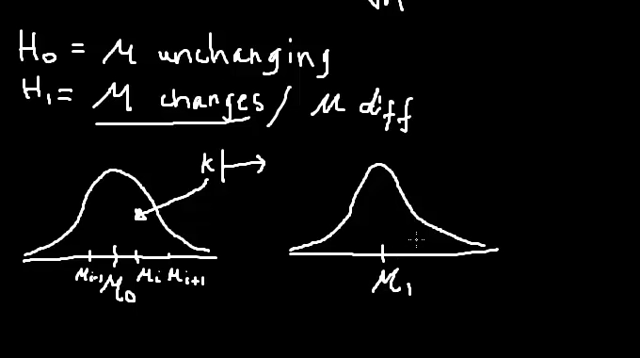 H₀ = μ unchanging
H₁ = μ changes / μ diff
k
μᵢ₋₁ μ₀ μᵢ μᵢ₊₁
μ₁